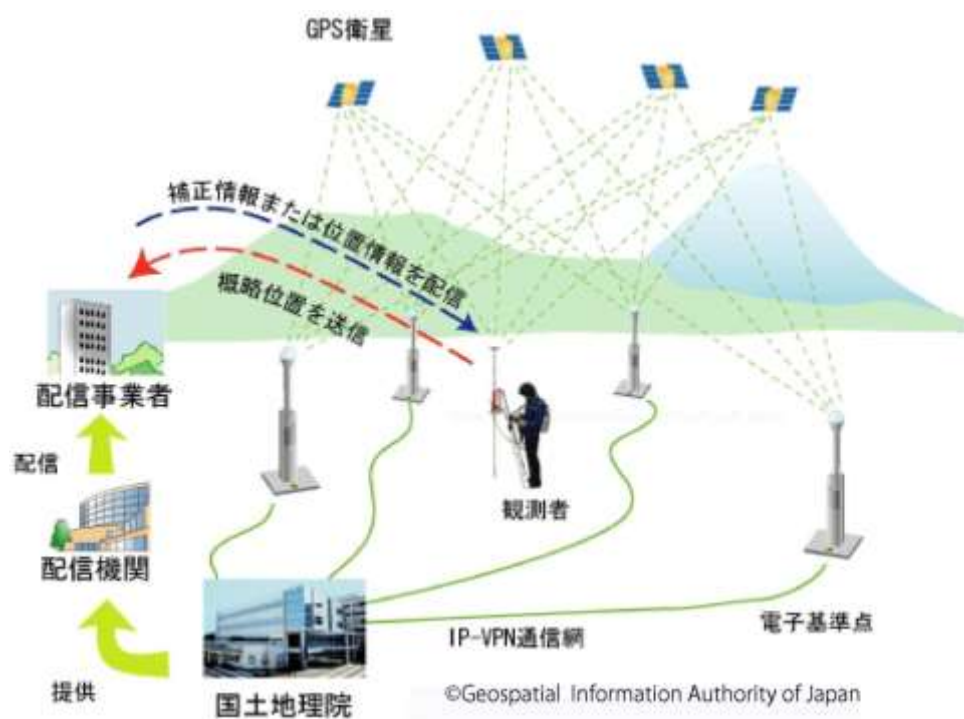 GPS衛星
補正情報または位置情報を配信
概略位置を送信
配信事業者
配信
観測者
配信機関
電子基準点
IP-VPN通信網
提供
国土地理院
©Geospatial Information Authority of Japan